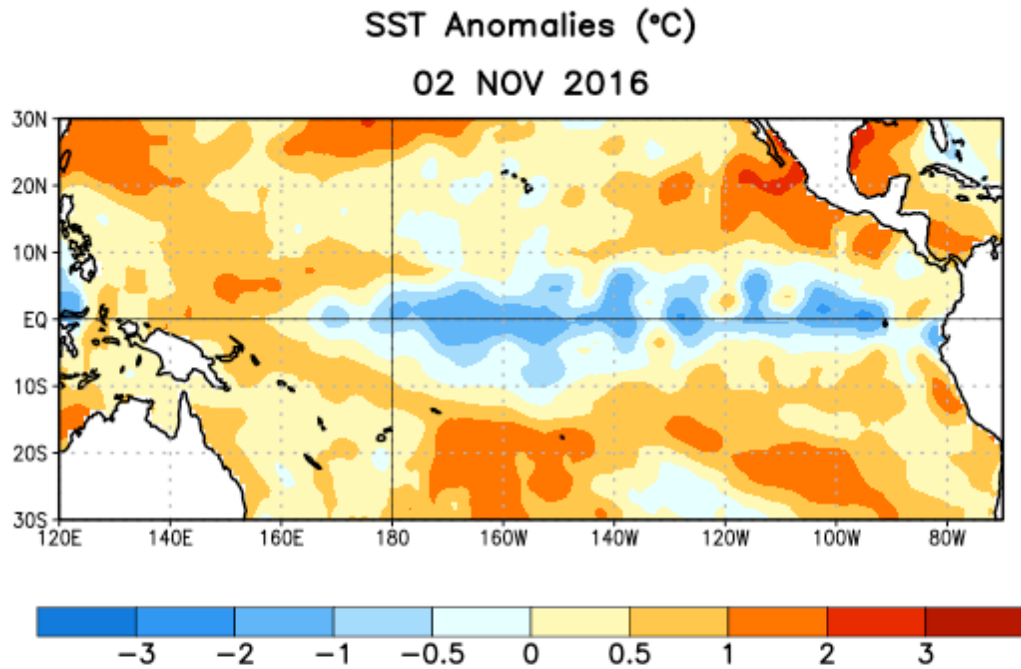 SST Anomalies (°C)
02 NOV 2016
30N
20N
10N
EQ
10S
20S
30S
120E 140E 160E 180 160W 140W 120W 100W 80W
-3 -2 -1 -0.5 0 0.5 1 2 3